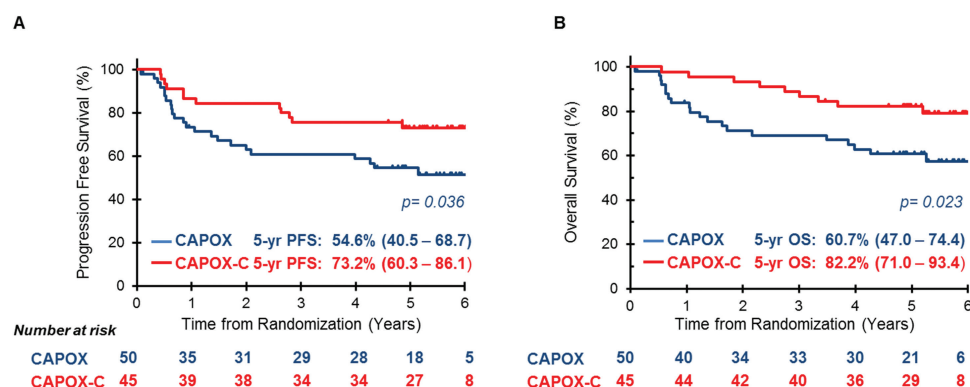 A
Progression Free Survival (%)
100
80
60
40
20
0
p= 0.036
CAPOX 5-yr PFS: 54.6% (40.5 – 68.7)
CAPOX-C 5-yr PFS: 73.2% (60.3 – 86.1)
0 1 2 3 4 5 6
Time from Randomization (Years)
Number at risk
CAPOX 50 35 31 29 28 18 5
CAPOX-C 45 39 38 34 34 27 8
B
Overall Survival (%)
100
80
60
40
20
0
p= 0.023
CAPOX 5-yr OS: 60.7% (47.0 – 74.4)
CAPOX-C 5-yr OS: 82.2% (71.0 – 93.4)
0 1 2 3 4 5 6
Time from Randomization (Years)
CAPOX 50 40 34 33 30 21 6
CAPOX-C 45 44 42 40 36 29 8